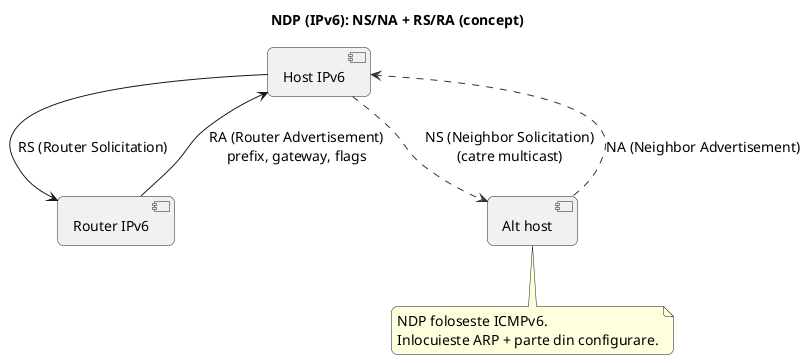 NDP (IPv6): NS/NA + RS/RA (concept)
Host IPv6
RS (Router Solicitation)
RA (Router Advertisement)
prefix, gateway, flags
NS (Neighbor Solicitation)
(catre multicast)
NA (Neighbor Advertisement)
Router IPv6
Alt host
NDP foloseste ICMPv6.
Inlocuieste ARP + parte din configurare.